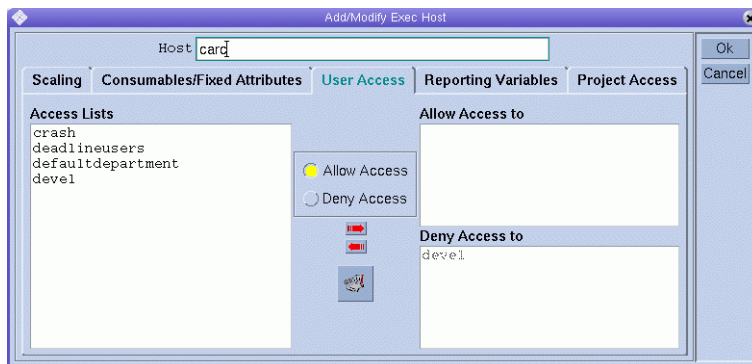 Add/Modify Exec Host
Host carc
Ok
Cancel
Scaling Consumables/Fixed Attributes User Access Reporting Variables Project Access
Access Lists
crash
deadlineusers
defaultdepartment
devel
Allow Access
Deny Access
Allow Access to
Deny Access to
devel